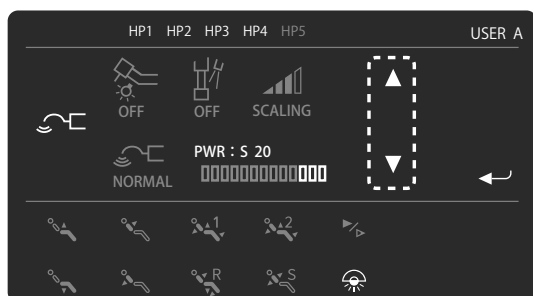 HP1 HP2 HP3 HP4 HP5 USER A
OFF OFF SCALING
PWR : S 20
NORMAL
1 2
R S